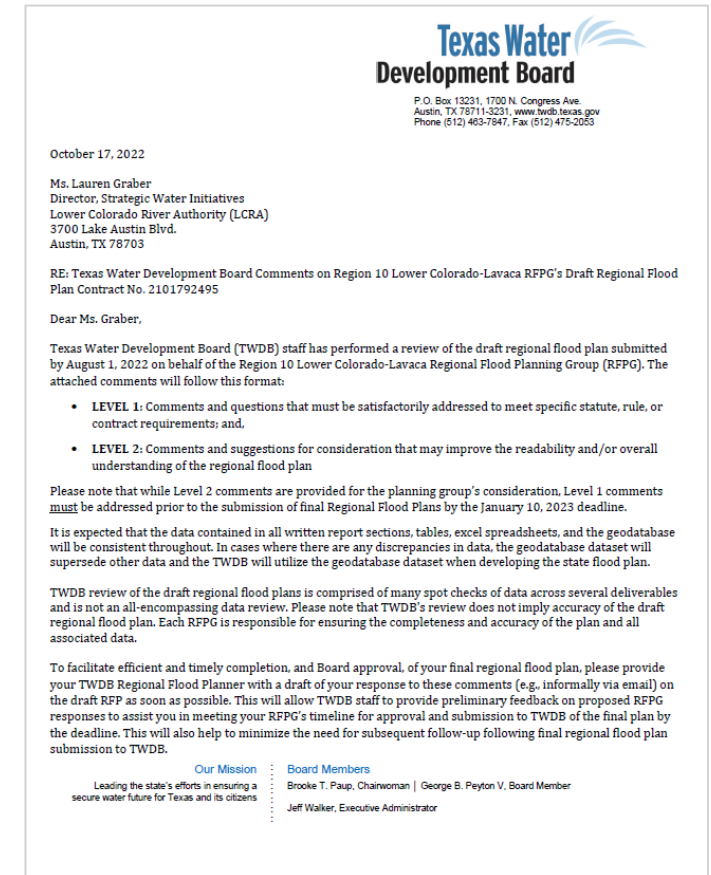 Texas Water
Development Board
P.O. Box 13231, 1700 N. Congress Ave.
Austin, TX 78711-3231, www.twdb.texas.gov
Phone (512) 463-7847, Fax (512) 475-2053
October 17, 2022
Ms. Lauren Graber
Director, Strategic Water Initiatives
Lower Colorado River Authority (LCRA)
3700 Lake Austin Blvd.
Austin, TX 78703
RE: Texas Water Development Board Comments on Region 10 Lower Colorado-Lavaca RFPG's Draft Regional Flood
Plan Contract No. 2101792495
Dear Ms. Graber,
Texas Water Development Board (TWDB) staff has performed a review of the draft regional flood plan submitted
by August 1, 2022 on behalf of the Region 10 Lower Colorado-Lavaca Regional Flood Planning Group (RFPG). The
attached comments will follow this format:
• LEVEL 1: Comments and questions that must be satisfactorily addressed to meet specific statute, rule, or
contract requirements; and,
• LEVEL 2: Comments and suggestions for consideration that may improve the readability and/or overall
understanding of the regional flood plan
Please note that while Level 2 comments are provided for the planning group's consideration, Level 1 comments
must be addressed prior to the submission of final Regional Flood Plans by the January 10, 2023 deadline.
It is expected that the data contained in all written report sections, tables, excel spreadsheets, and the geodatabase
will be consistent throughout. In cases where there are any discrepancies in data, the geodatabase dataset will
supersede other data and the TWDB will utilize the geodatabase dataset when developing the state flood plan.
TWDB review of the draft regional flood plans is comprised of many spot checks of data across several deliverables
and is not an all-encompassing data review. Please note that TWDB's review does not imply accuracy of the draft
regional flood plan. Each RFPG is responsible for ensuring the completeness and accuracy of the plan and all
associated data.
To facilitate efficient and timely completion, and Board approval, of your final regional flood plan, please provide
your TWDB Regional Flood Planner with a draft of your response to these comments (e.g., informally via email) on
the draft RFP as soon as possible. This will allow TWDB staff to provide preliminary feedback on proposed RFPG
responses to assist you in meeting your RFPG's timeline for approval and submission to TWDB of the final plan by
the deadline. This will also help to minimize the need for subsequent follow-up following final regional flood plan
submission to TWDB.
Our Mission
Leading the state's efforts in ensuring a
secure water future for Texas and its citizens
Board Members
Brooke T. Paup, Chairwoman | George B. Peyton V, Board Member
Jeff Walker, Executive Administrator